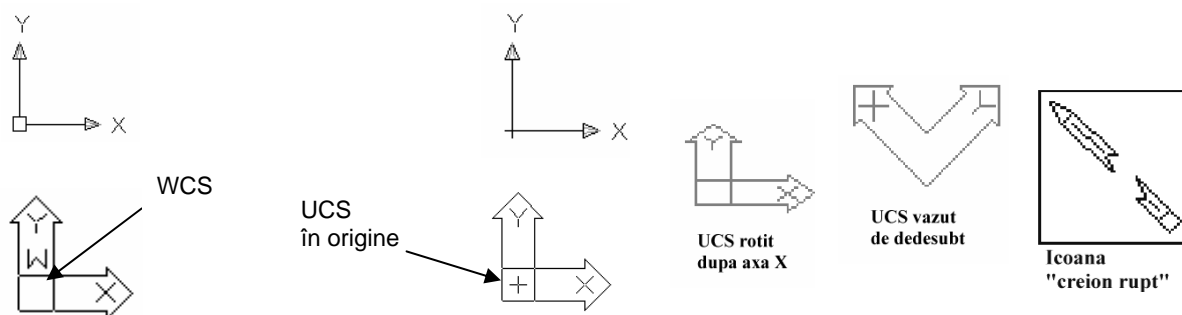 Y
X
WCS
Y
W
X
Y
X
UCS
în origine
Y
X
Y
X
UCS rotit
dupa axa X
Y
UCS vazut
de dedesubt
Icoana
"creion rupt"